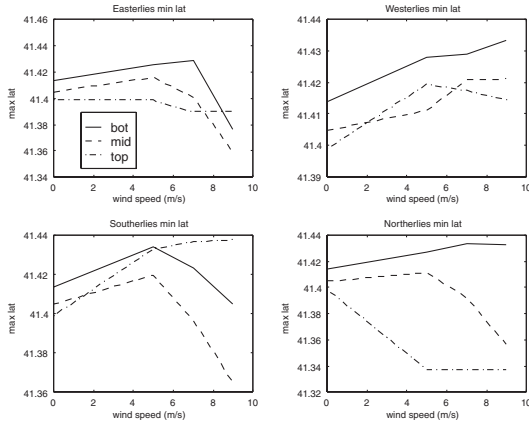 Easterlies min lat
41.46
41.44
41.42
41.4
41.38
41.36
41.34
max lat
bot
mid
top
0 2 4 6 8 10
wind speed (m/s)
Westerlies min lat
41.44
41.43
41.42
41.41
41.4
41.39
max lat
0 2 4 6 8 10
wind speed (m/s)
Southerlies min lat
41.44
41.42
41.4
41.38
41.36
max lat
0 2 4 6 8 10
wind speed (m/s)
Northerlies min lat
41.44
41.42
41.4
41.38
41.36
41.34
41.32
max lat
0 2 4 6 8 10
wind speed (m/s)